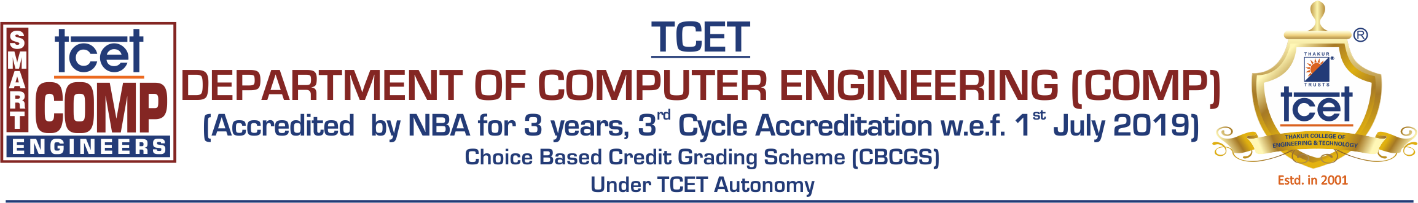 SMART
tcet
COMP
ENGINEERS
TCET
DEPARTMENT OF COMPUTER ENGINEERING (COMP)
(Accredited by NBA for 3 years, 3rd Cycle Accreditation w.e.f. 1st July 2019)
Choice Based Credit Grading Scheme (CBCGS)
Under TCET Autonomy
®
THAKUR
TRUSTS
tcet
THAKUR COLLEGE OF
ENGINEERING & TECHNOLOGY
Estd. in 2001